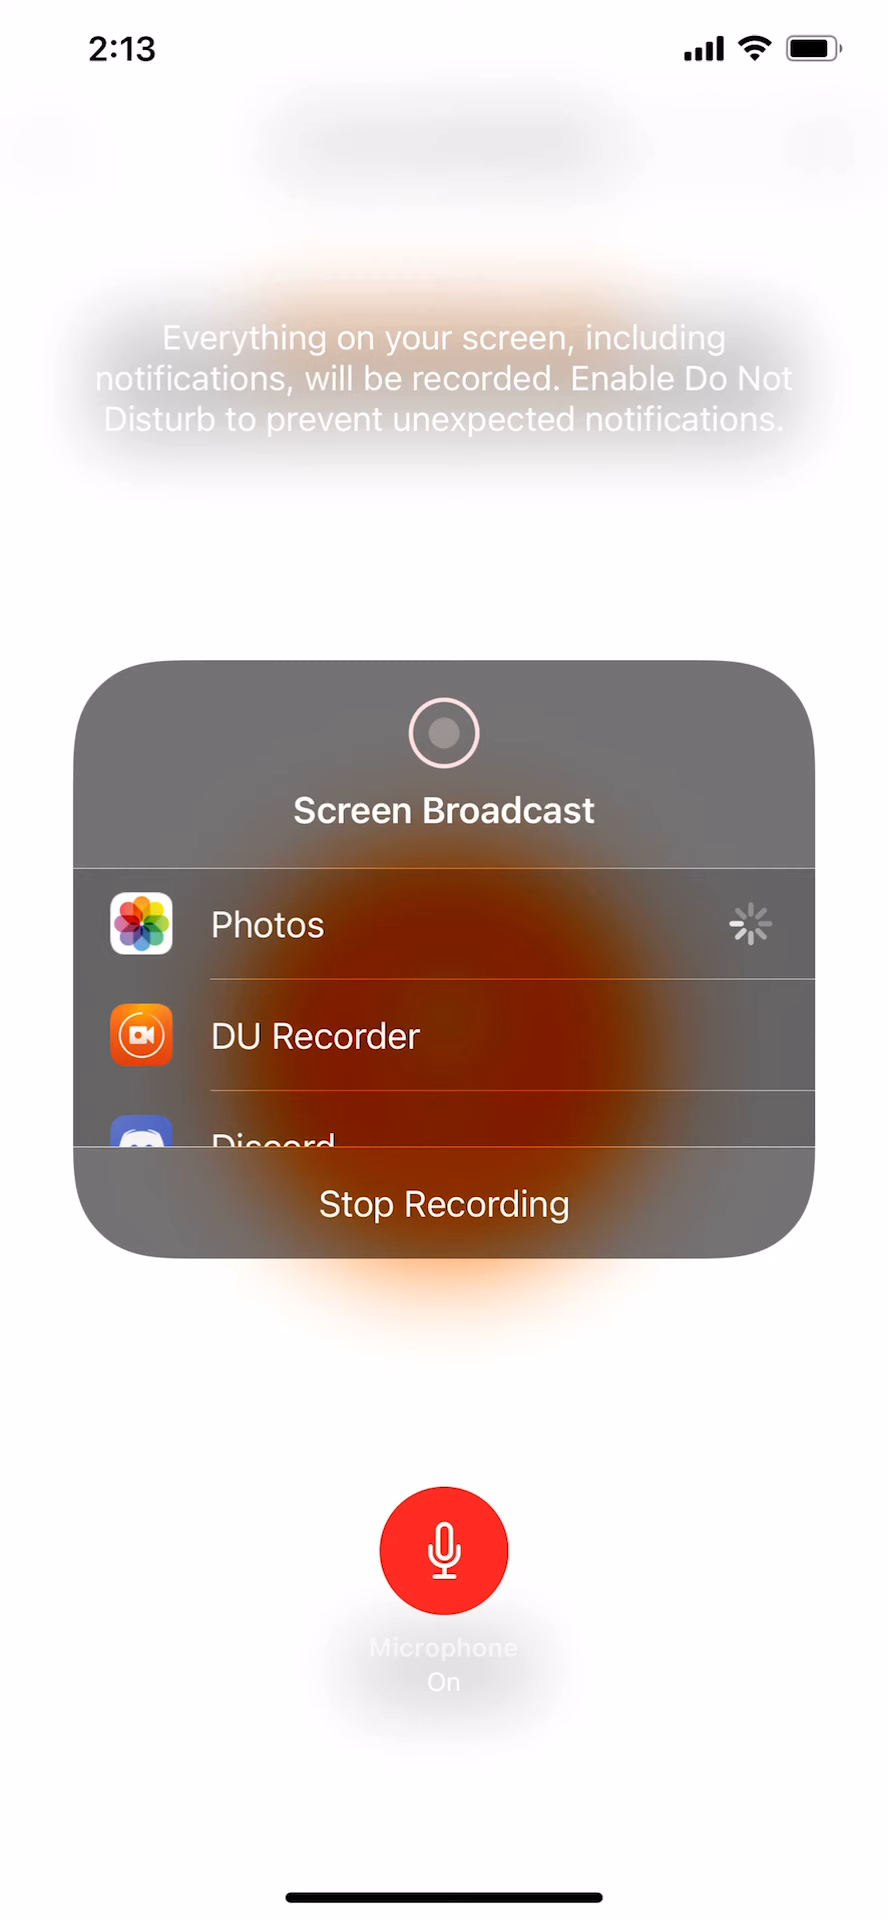 2:13
Everything on your screen, including
notifications, will be recorded. Enable Do Not
Disturb to prevent unexpected notifications.
Screen Broadcast
Photos
DU Recorder
Discord
Stop Recording
Microphone
On